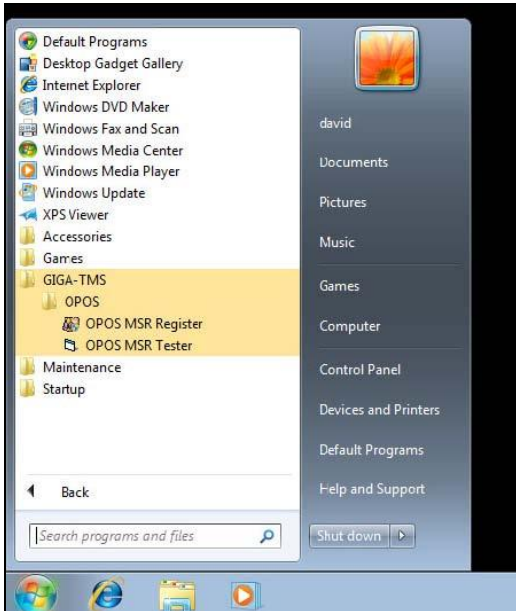 Default Programs
Desktop Gadget Gallery
Internet Explorer
Windows DVD Maker
Windows Fax and Scan
Windows Media Center
Windows Media Player
Windows Update
XPS Viewer
Accessories
Games
GIGA-TMS
OPOS
OPOS MSR Register
OPOS MSR Tester
Maintenance
Startup
Back
Search programs and files
david
Documents
Pictures
Music
Games
Computer
Control Panel
Devices and Printers
Default Programs
Help and Support
Shut down